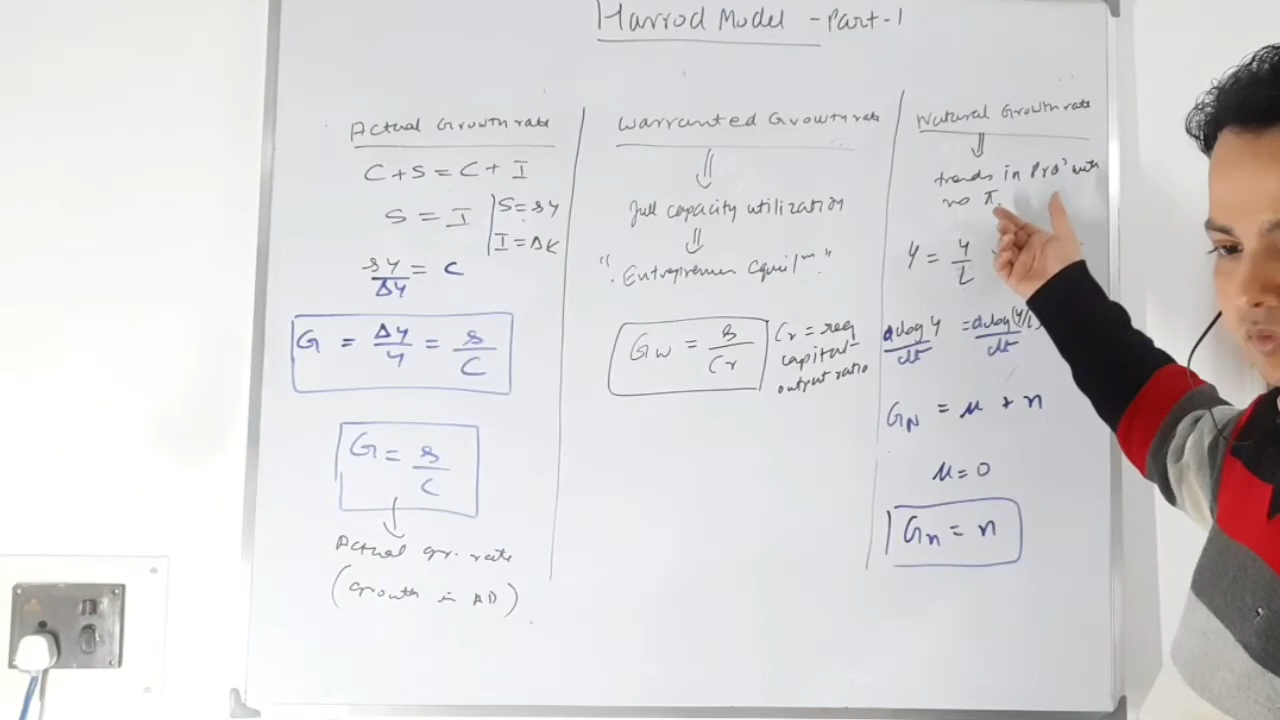 Harrod Model - Part-1
Actual Growth rate
C + S = C + I
S = I
S = sY
I = ΔK
sY/ΔY = C
G = ΔY/Y = s/C
G = s/C
Actual gr. rate
(Growth in AD)
Warranted Growth rate
⇓
full capacity utilization
⇓
"Entreprenuer Equilm."
Gw = s/Cr
Cr = req
capital-
output ratio
Natural Growth rate
⇓
trends in Pro' with
no π.
Y = Y/L
dlog Y/dt = dlog(Y/L)/dt
GN = μ + n
μ = 0
Gn = n